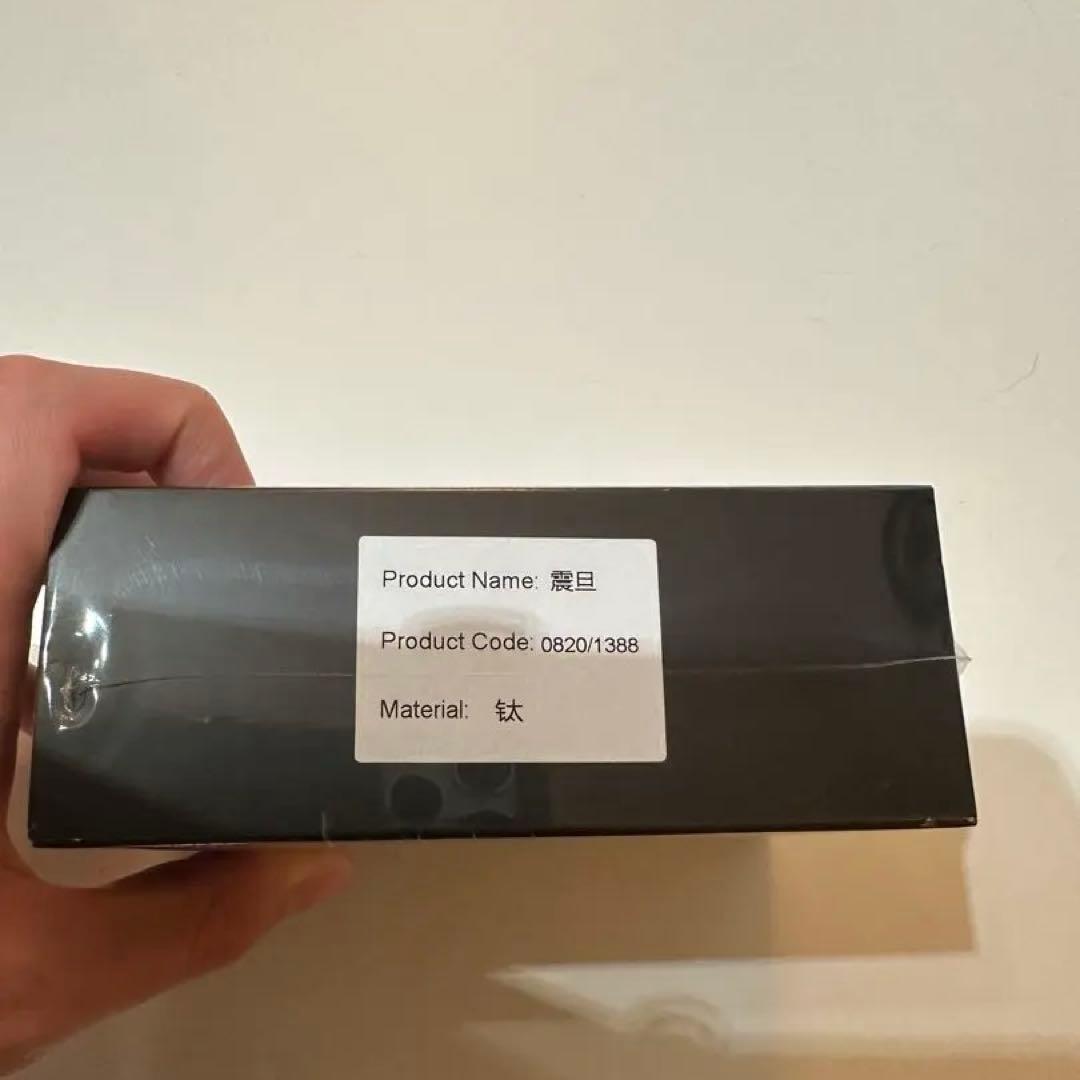 Product Name: 震旦
Product Code: 0820/1388
Material: 钛